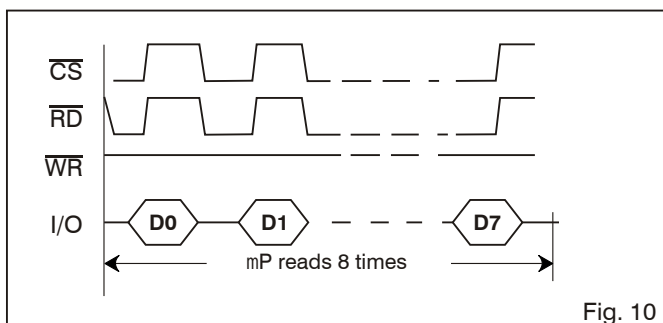 CS
RD
WR
I/O D0 D1 D7
mP reads 8 times
Fig. 10